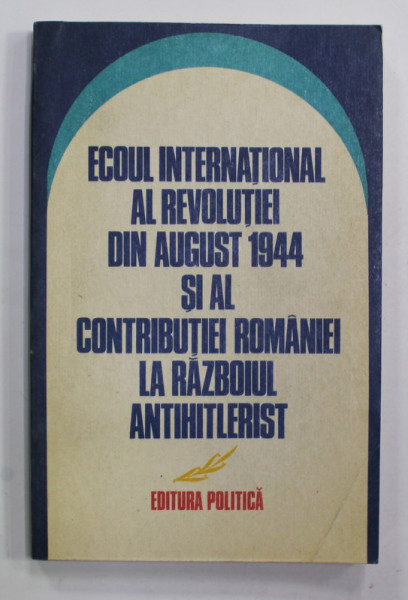 ECOUL INTERNAȚIONAL
AL REVOLUȚIEI
DIN AUGUST 1944
ȘI AL
CONTRIBUȚIEI ROMÂNIEI
LA RĂZBOIUL
ANTIHITLERIST
EDITURA POLITICĂ